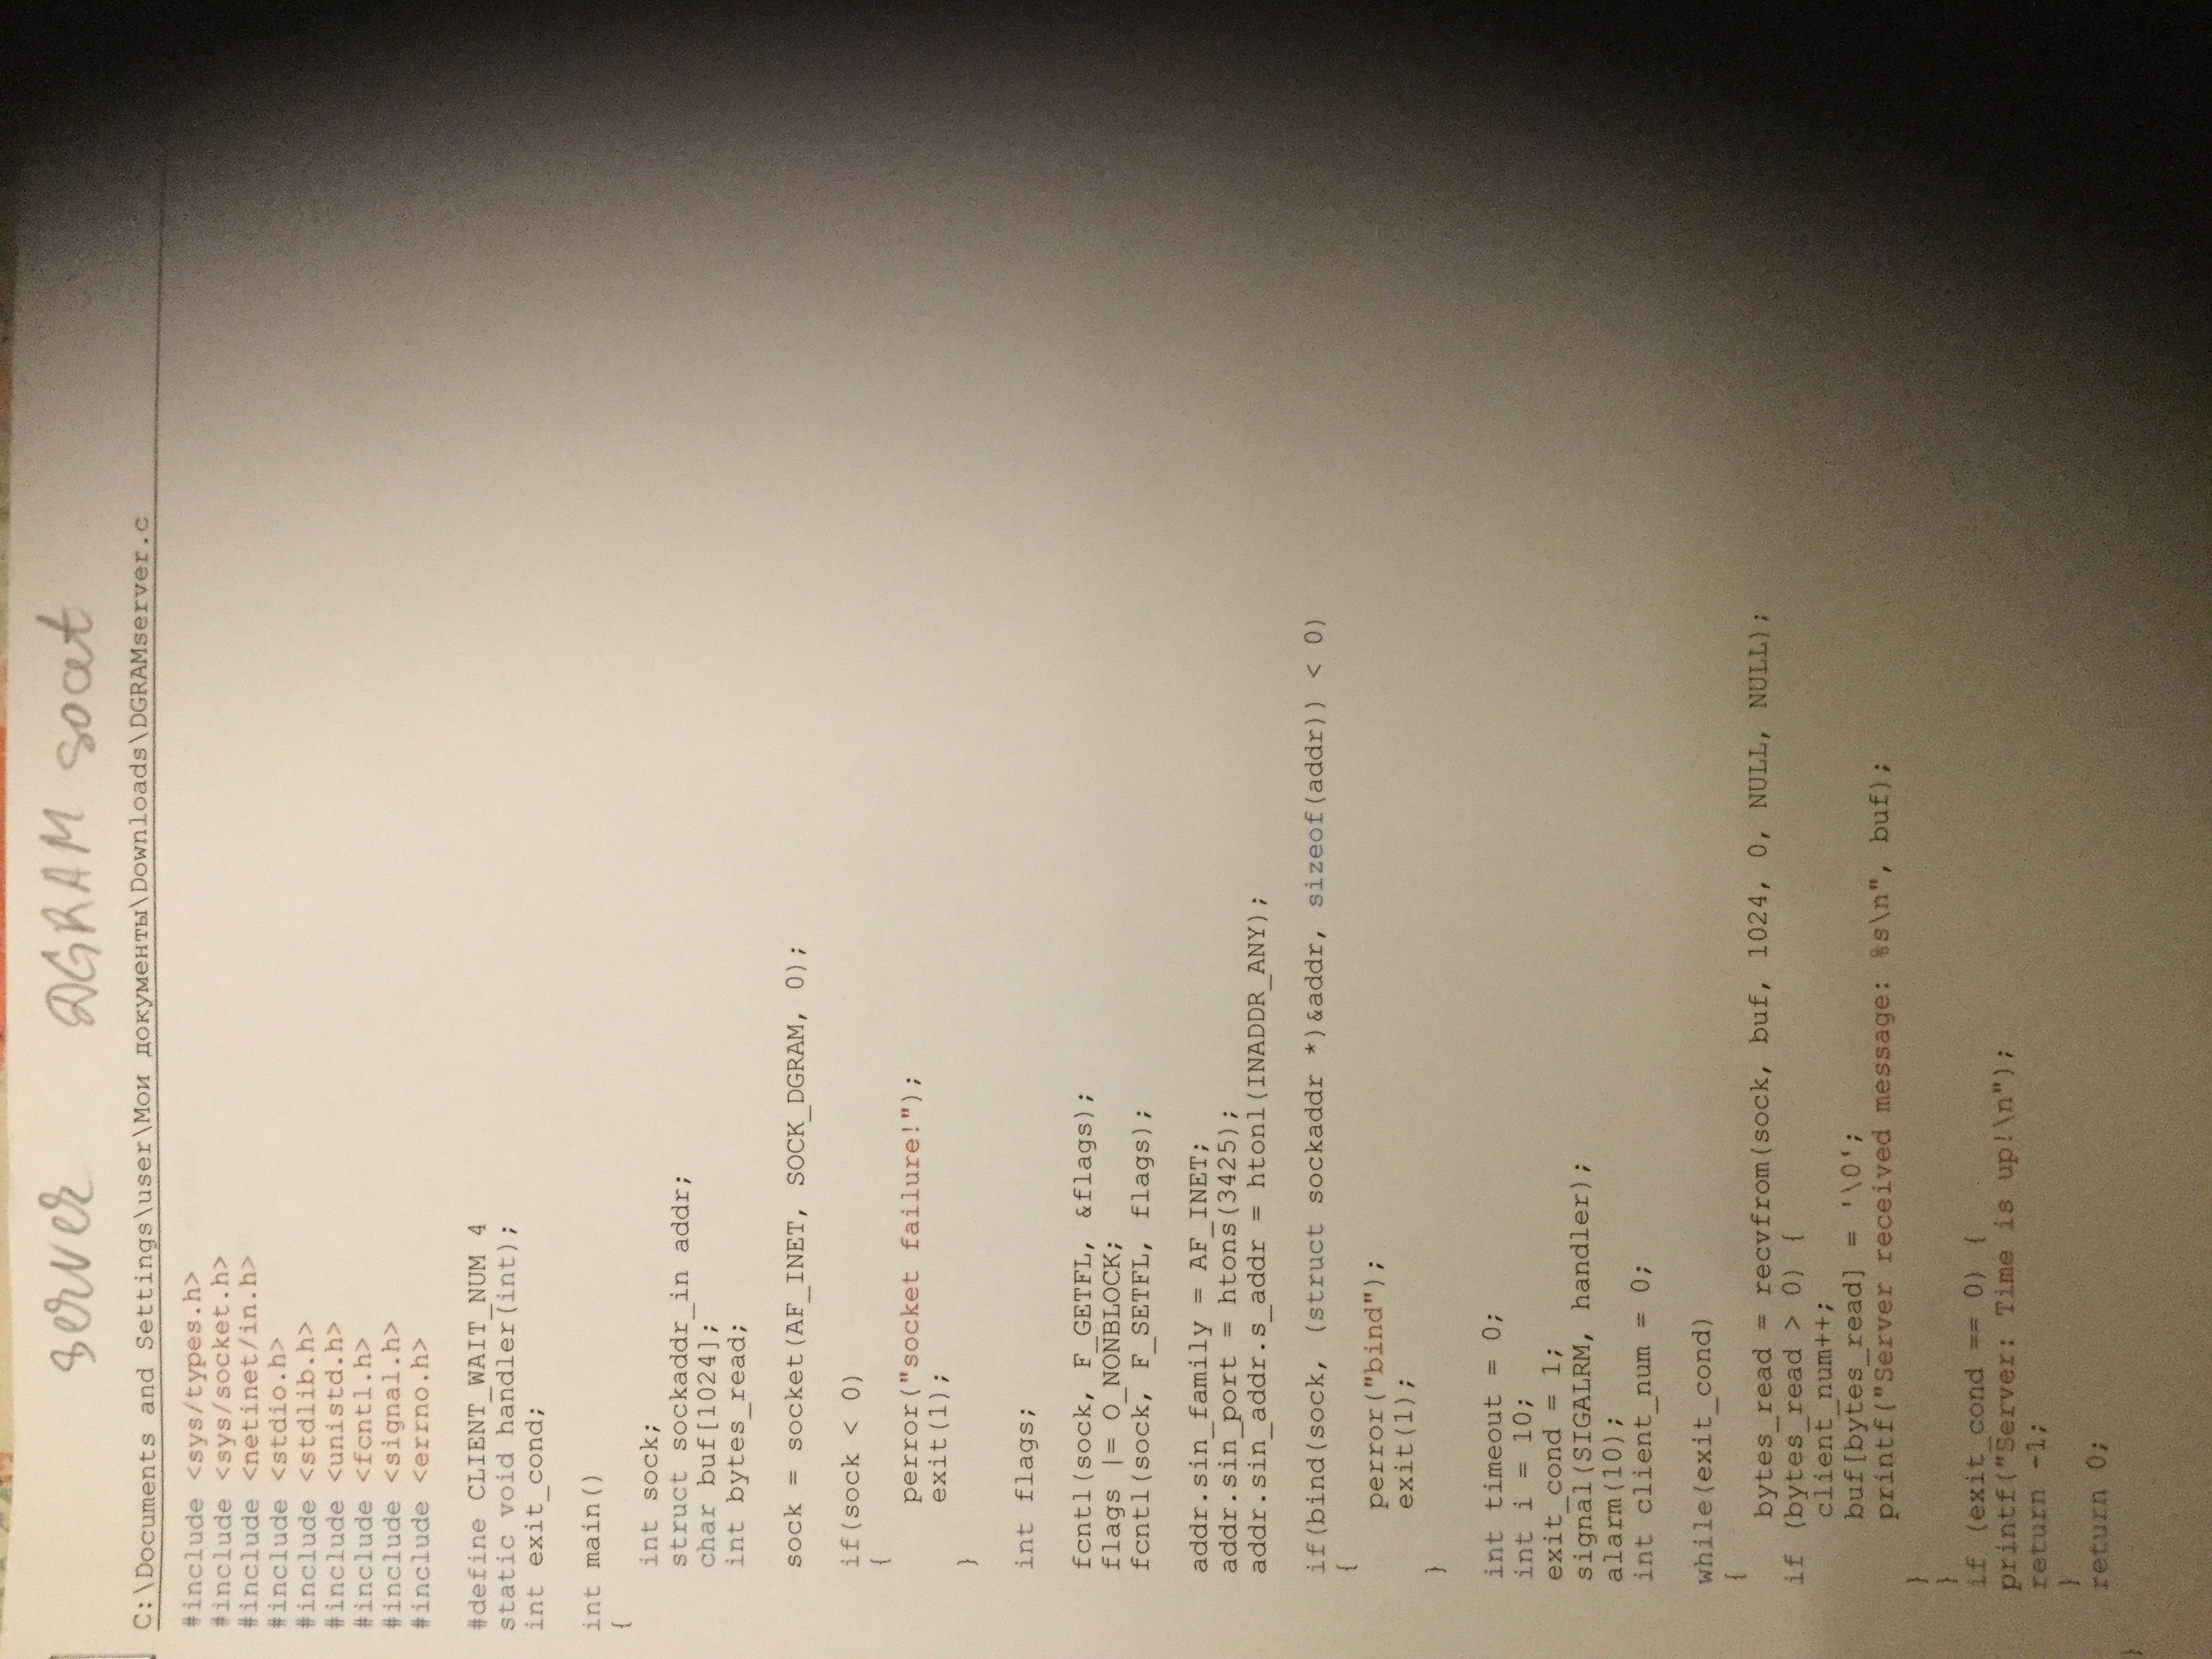 server DGRAM socet
C:\Documents and Settings\user\Мои документы\Downloads\DGRAMserver.c
#include <sys/types.h>
#include <sys/socket.h>
#include <netinet/in.h>
#include <stdio.h>
#include <stdlib.h>
#include <unistd.h>
#include <fcntl.h>
#include <signal.h>
#include <errno.h>
#define CLIENT_WAIT_NUM 4
static void handler(int);
int exit_cond;
int main()
{
int sock;
struct sockaddr_in addr;
char buf[1024];
int bytes_read;
sock = socket(AF_INET, SOCK_DGRAM, 0);
if(sock < 0)
{
perror("socket failure!");
exit(1);
}
int flags;
fcntl(sock, F_GETFL, &flags);
flags |= O_NONBLOCK;
fcntl(sock, F_SETFL, flags);
addr.sin_family = AF_INET;
addr.sin_port = htons(3425);
addr.sin_addr.s_addr = htonl(INADDR_ANY);
if(bind(sock, (struct sockaddr *)&addr, sizeof(addr)) < 0)
{
perror("bind");
exit(1);
}
int timeout = 0;
int i = 10;
exit_cond = 1;
signal(SIGALRM, handler);
alarm(10);
int client_num = 0;
while(exit_cond)
{
bytes_read = recvfrom(sock, buf, 1024, 0, NULL, NULL);
if (bytes_read > 0) {
client_num++;
buf[bytes_read] = '\0';
printf("Server received message: %s\n", buf);
}
}
if (exit_cond == 0) {
printf("Server: Time is up!\n");
return -1;
}
return 0;
}